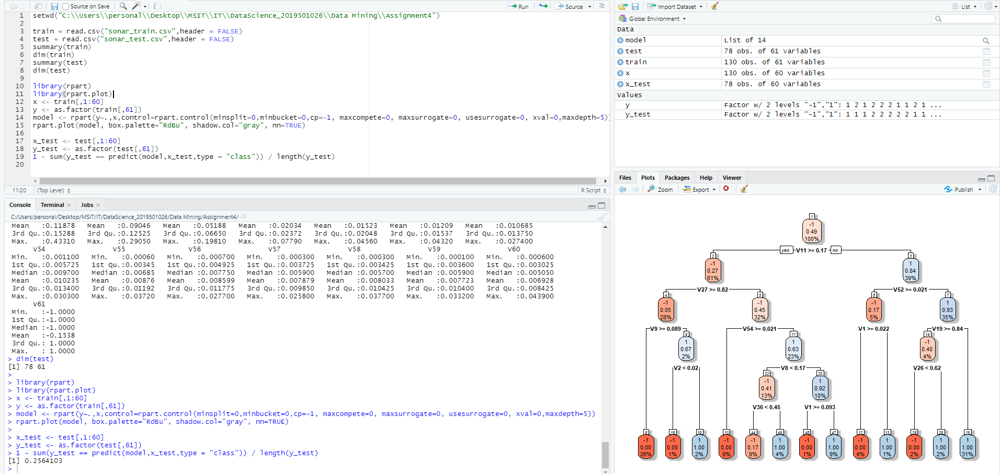 Source on Save
Run
Source
1 setwd("C:\\Users\\personal\\Desktop\\MSIT\\IT\\DataScience_2019501026\\Data Mining\\Assignment4")
2
3 train = read.csv("sonar_train.csv",header = FALSE)
4 test = read.csv("sonar_test.csv",header = FALSE)
5 summary(train)
6 dim(train)
7 summary(test)
8 dim(test)
9
10 library(rpart)
11 library(rpart.plot)
12 x <- train[,1:60]
13 y <- as.factor(train[,61])
14 model <- rpart(y~.,x,control=rpart.control(minsplit=0,minbucket=0,cp=-1, maxcompete=0, maxsurrogate=0, usesurrogate=0, xval=0,maxdepth=5))
15 rpart.plot(model, box.palette="RdBu", shadow.col="gray", nn=TRUE)
16
17 x_test <- test[,1:60]
18 y_test <- as.factor(test[,61])
19 1 - sum(y_test == predict(model,x_test,type = "class")) / length(y_test)
20
11:20 (Top Level) R Script
Console Terminal Jobs
C:/Users/personal/Desktop/MSIT/IT/DataScience_2019501026/Data Mining/Assignment4/
Mean :0.11878 Mean :0.09046 Mean :0.05188 Mean :0.02034 Mean :0.01523 Mean :0.01209 Mean :0.010685
3rd Qu.:0.15288 3rd Qu.:0.12525 3rd Qu.:0.06650 3rd Qu.:0.02372 3rd Qu.:0.02048 3rd Qu.:0.01537 3rd Qu.:0.013750
Max. :0.43310 Max. :0.29050 Max. :0.19810 Max. :0.07790 Max. :0.04560 Max. :0.04320 Max. :0.027400
V54 V55 V56 V57 V58 V59 V60
Min. :0.001100 Min. :0.00060 Min. :0.000700 Min. :0.000300 Min. :0.000300 Min. :0.000100 Min. :0.000600
1st Qu.:0.005725 1st Qu.:0.00345 1st Qu.:0.004925 1st Qu.:0.003725 1st Qu.:0.003425 1st Qu.:0.003600 1st Qu.:0.003025
Median :0.009700 Median :0.00685 Median :0.007750 Median :0.005900 Median :0.005700 Median :0.005900 Median :0.005050
Mean :0.010235 Mean :0.00876 Mean :0.008599 Mean :0.007879 Mean :0.008033 Mean :0.007723 Mean :0.006928
3rd Qu.:0.013400 3rd Qu.:0.01192 3rd Qu.:0.011775 3rd Qu.:0.009850 3rd Qu.:0.010425 3rd Qu.:0.010400 3rd Qu.:0.008425
Max. :0.030300 Max. :0.03720 Max. :0.027700 Max. :0.025800 Max. :0.037700 Max. :0.033200 Max. :0.043900
V61
Min. :-1.0000
1st Qu.:-1.0000
Median :-1.0000
Mean :-0.1538
3rd Qu.: 1.0000
Max. : 1.0000
> dim(test)
[1] 78 61
>
> library(rpart)
> library(rpart.plot)
> x <- train[,1:60]
> y <- as.factor(train[,61])
> model <- rpart(y~.,x,control=rpart.control(minsplit=0,minbucket=0,cp=-1, maxcompete=0, maxsurrogate=0, usesurrogate=0, xval=0,maxdepth=5))
> rpart.plot(model, box.palette="RdBu", shadow.col="gray", nn=TRUE)
>
> x_test <- test[,1:60]
> y_test <- as.factor(test[,61])
> 1 - sum(y_test == predict(model,x_test,type = "class")) / length(y_test)
[1] 0.2564103
>
Import Dataset List
Global Environment
Data
model List of 14
test 78 obs. of 61 variables
train 130 obs. of 61 variables
x 130 obs. of 60 variables
x_test 78 obs. of 60 variables
Values
y Factor w/ 2 levels "-1","1": 1 2 1 2 2 2 1 1 2 1 ...
y_test Factor w/ 2 levels "-1","1": 1 1 1 2 2 2 2 2 1 1 ...
Files Plots Packages Help Viewer
Zoom Export Publish
1
-1
0.49
100%
yes V11 >= 0.17 no
2 3
-1 1
0.27 0.84
61% 39%
V27 >= 0.82 V52 >= 0.021
4 5 6 7
-1 -1 -1 1
0.05 0.45 0.17 0.93
28% 32% 5% 35%
V9 >= 0.089 V54 >= 0.021 V1 >= 0.022 V19 >= 0.84
9 11 14
1 1 -1
0.67 0.63 0.40
2% 23% 4%
V2 < 0.02 V8 < 0.17 V26 < 0.62
22 23
-1 1
0.41 0.92
13% 10%
V36 < 0.45 V1 >= 0.093
8 18 19 10 44 45 46 47 12 13 28 29 15
-1 -1 1 -1 -1 1 -1 1 -1 1 -1 1 1
0.00 0.00 1.00 0.00 0.17 1.00 0.00 1.00 0.00 1.00 0.00 1.00 1.00
26% 1% 2% 9% 9% 4% 1% 9% 4% 1% 2% 2% 31%